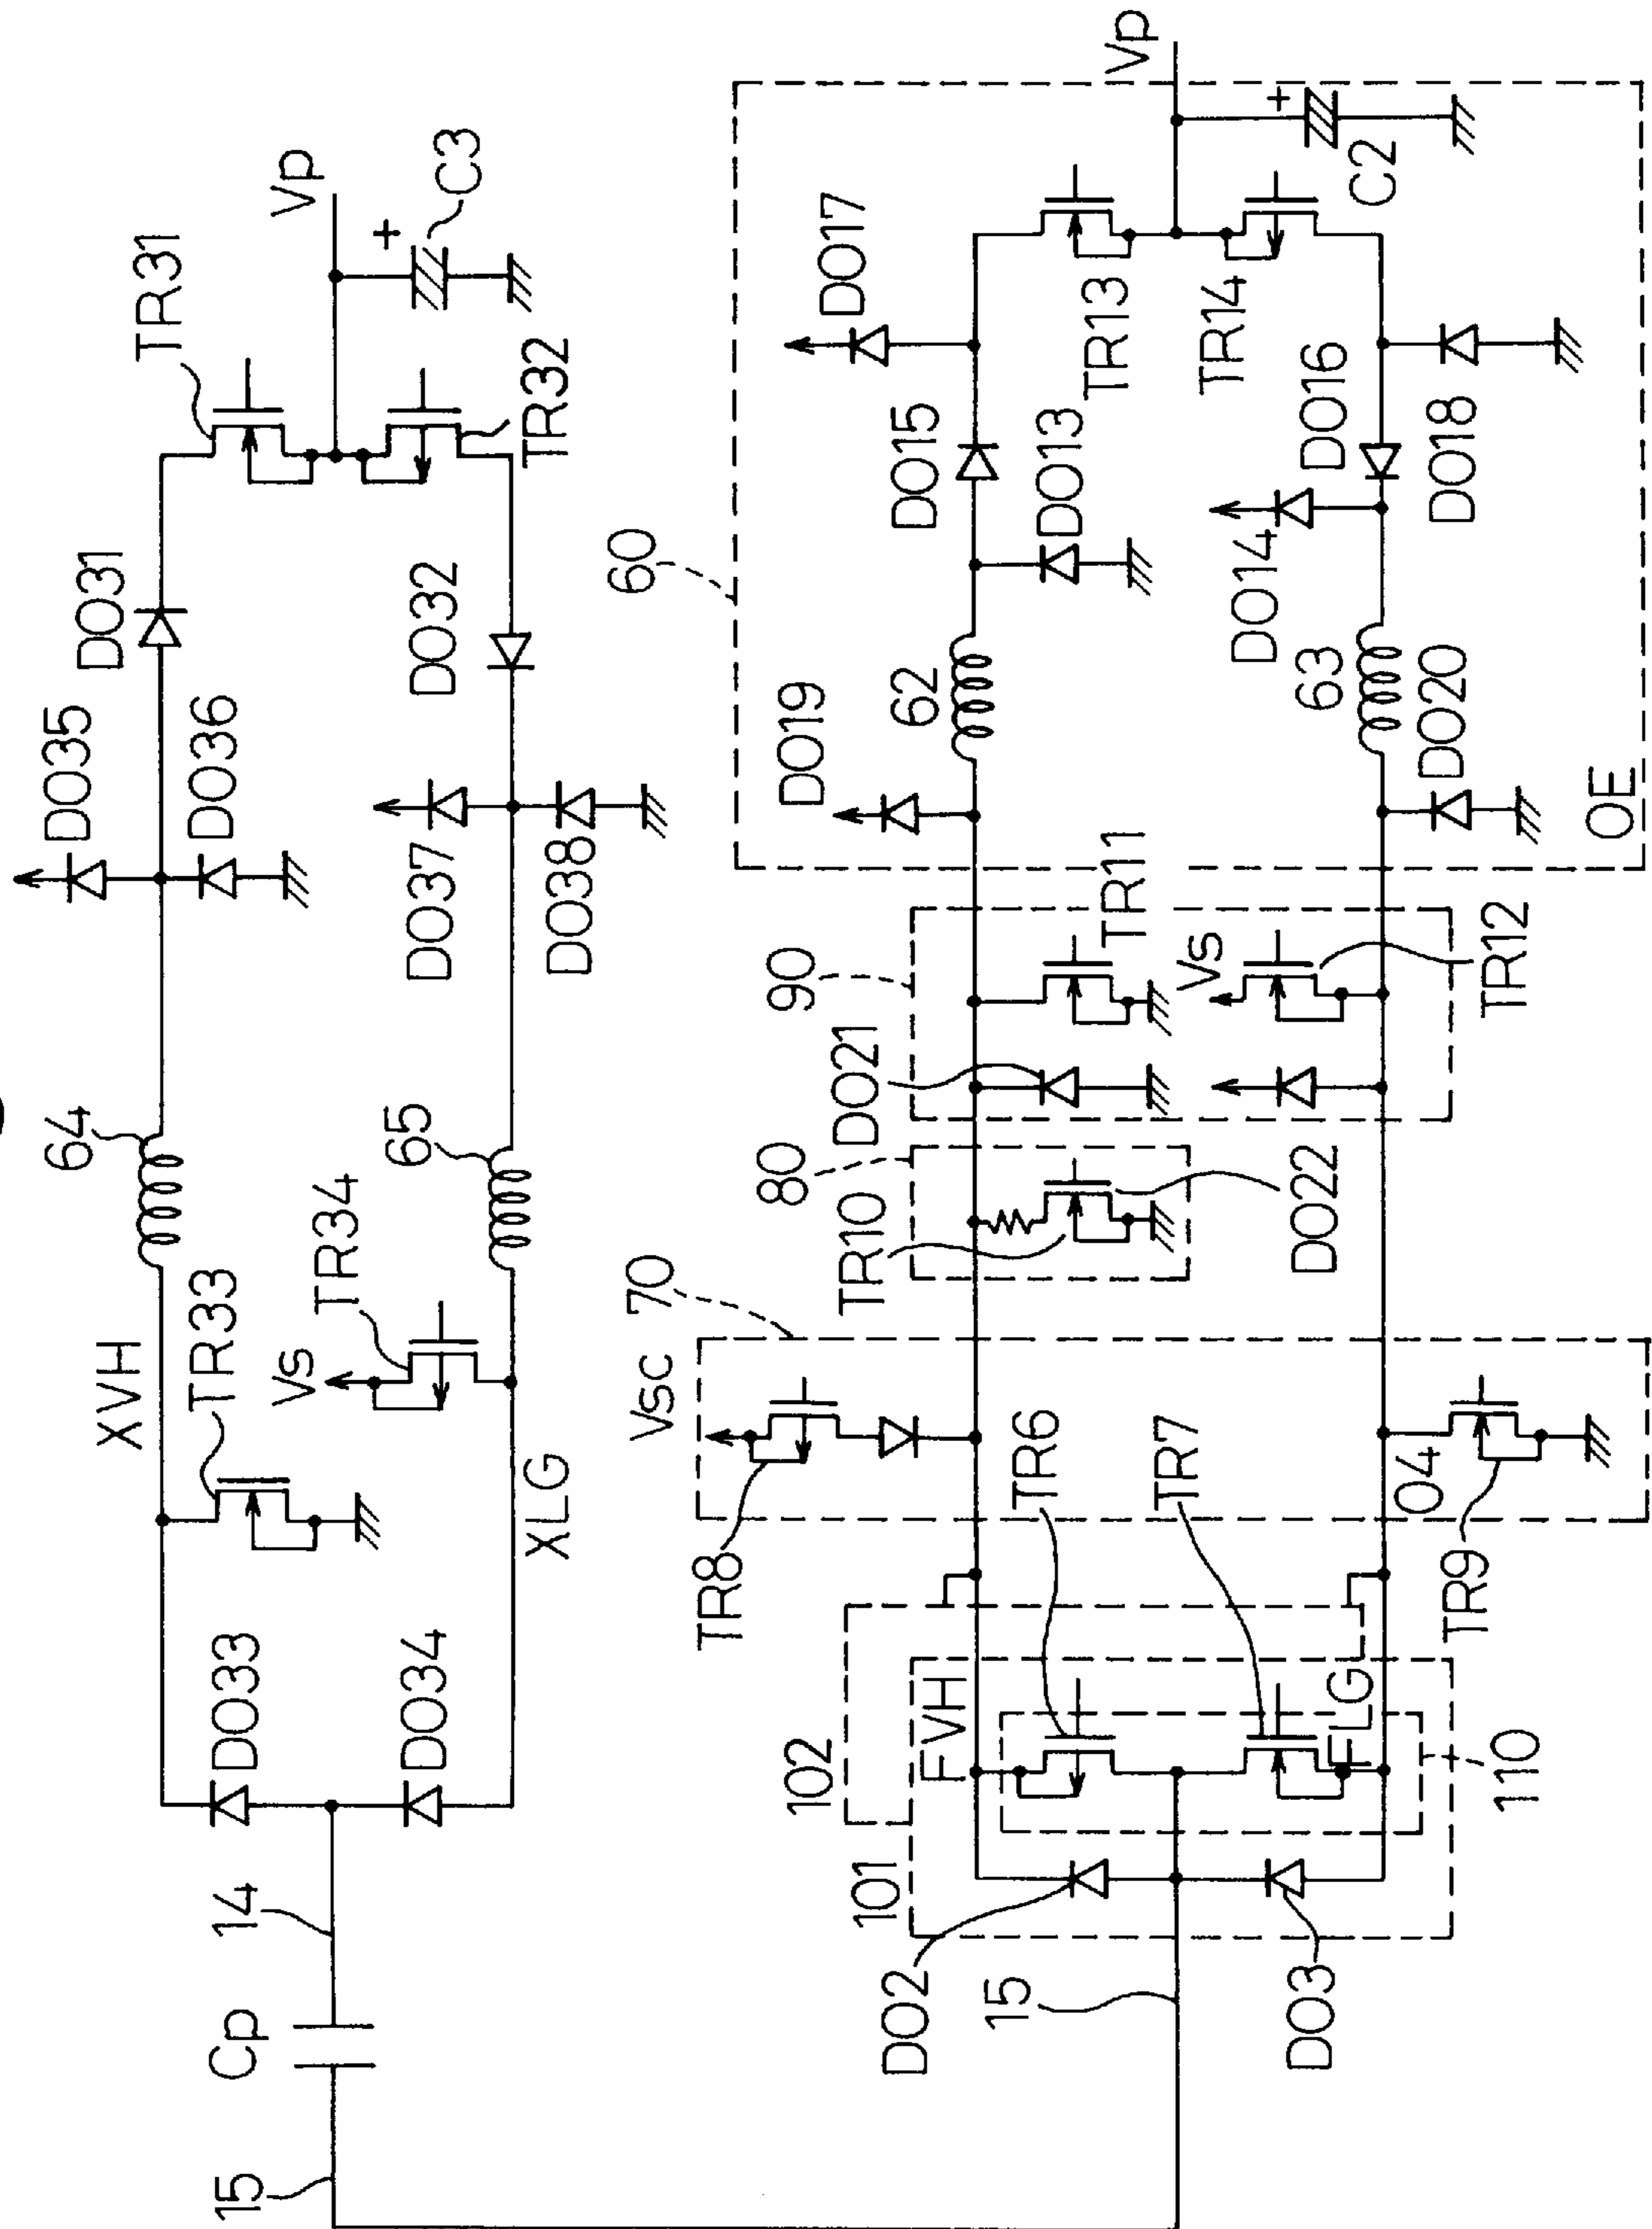 TR31
Vp
+
C3
TR32
DO31
DO32
DO35
DO36
DO37
DO38
64
65
TR34
Vs
XVH
TR33
XLG
DO33
DO34
14
Cp
15
60
Vp
+
C2
DO17
TR13
TR14
DO15
DO13
DO16
DO18
DO14
62
63
DO19
DO20
OE
90
TR11
Vs
TR12
DO21
80
TR10
DO22
70
Vsc
TR8
O4
TR9
TR6
TR7
102
FVH
FLG
110
101
DO2
15
DO3